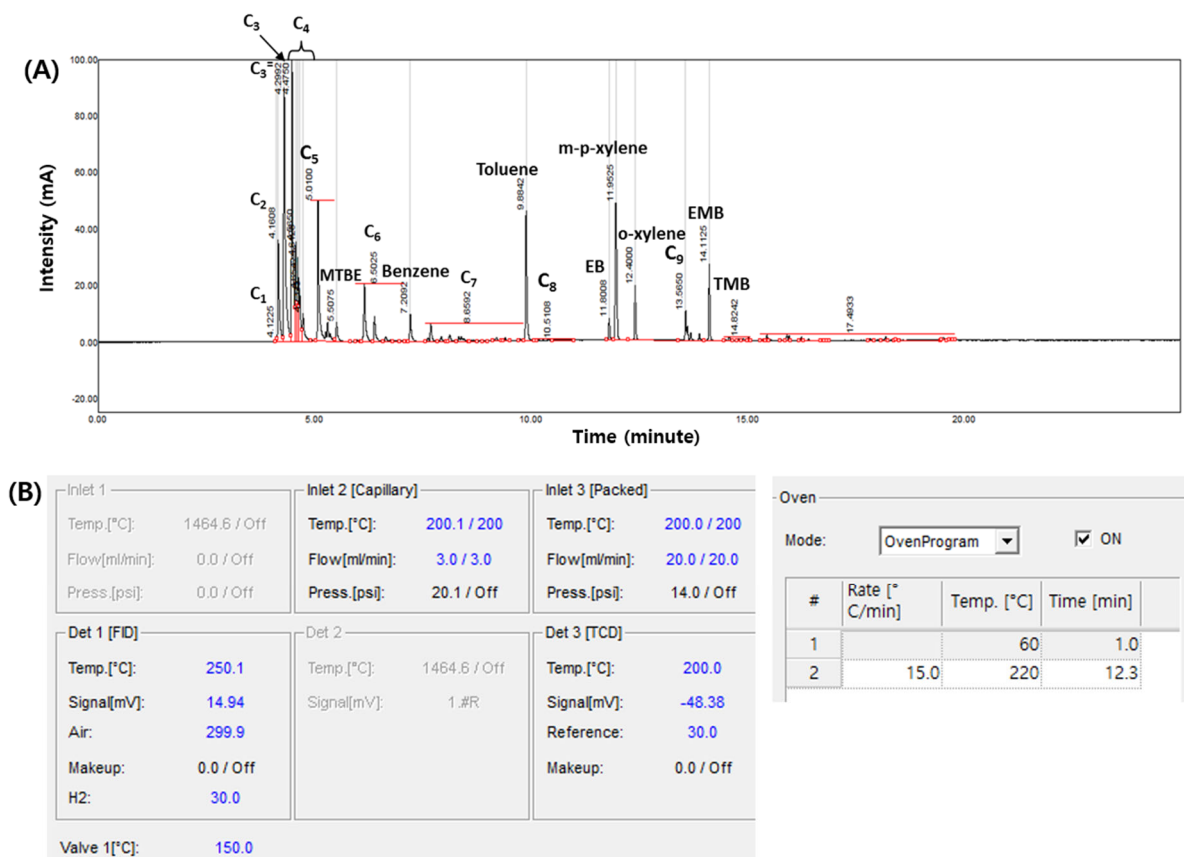 (A)
C3
C4
C3=
4.2992
4.4750
C2
4.1608
C1
4.1225
C5
5.0100
MTBE
5.5075
C6
6.5025
Benzene
7.2092
C7
8.6592
Toluene
9.8842
C8
10.5108
EB
11.8008
m-p-xylene
11.9525
o-xylene
12.4000
C9
13.5650
EMB
14.1125
TMB
14.8242
17.4933
Intensity (mA)
100.00
80.00
60.00
40.00
20.00
0.00
-20.00
0.00 5.00 10.00 15.00 20.00
Time (minute)
(B)
Inlet 1
Temp.[°C]: 1464.6 / Off
Flow[ml/min]: 0.0 / Off
Press.[psi]: 0.0 / Off
Inlet 2 [Capillary]
Temp.[°C]: 200.1 / 200
Flow[ml/min]: 3.0 / 3.0
Press.[psi]: 20.1 / Off
Inlet 3 [Packed]
Temp.[°C]: 200.0 / 200
Flow[ml/min]: 20.0 / 20.0
Press.[psi]: 14.0 / Off
Det 1 [FID]
Temp.[°C]: 250.1
Signal[mV]: 14.94
Air: 299.9
Makeup: 0.0 / Off
H2: 30.0
Det 2
Temp.[°C]: 1464.6 / Off
Signal[mV]: 1.#R
Det 3 [TCD]
Temp.[°C]: 200.0
Signal[mV]: -48.38
Reference: 30.0
Makeup: 0.0 / Off
Valve 1[°C]: 150.0
Oven
Mode: OvenProgram ON
# Rate [°C/min] Temp. [°C] Time [min]
1 60 1.0
2 15.0 220 12.3